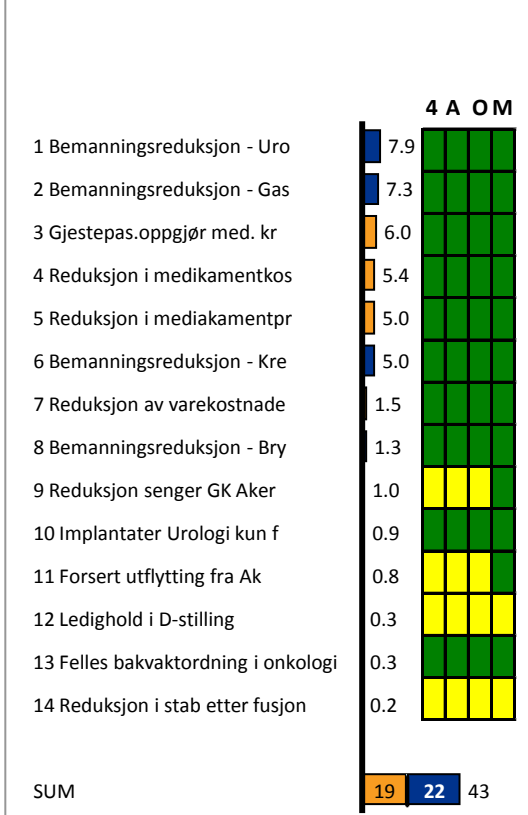 4 A O M
1 Bemanningsreduksjon - Uro 7.9
2 Bemanningsreduksjon - Gas 7.3
3 Gjestepas.oppgjør med. kr 6.0
4 Reduksjon i medikamentkos 5.4
5 Reduksjon i mediakamentpr 5.0
6 Bemanningsreduksjon - Kre 5.0
7 Reduksjon av varekostnade 1.5
8 Bemanningsreduksjon - Bry 1.3
9 Reduksjon senger GK Aker 1.0
10 Implantater Urologi kun f 0.9
11 Forsert utflytting fra Ak 0.8
12 Ledighold i D-stilling 0.3
13 Felles bakvaktordning i onkologi 0.3
14 Reduksjon i stab etter fusjon 0.2
SUM 19 22 43